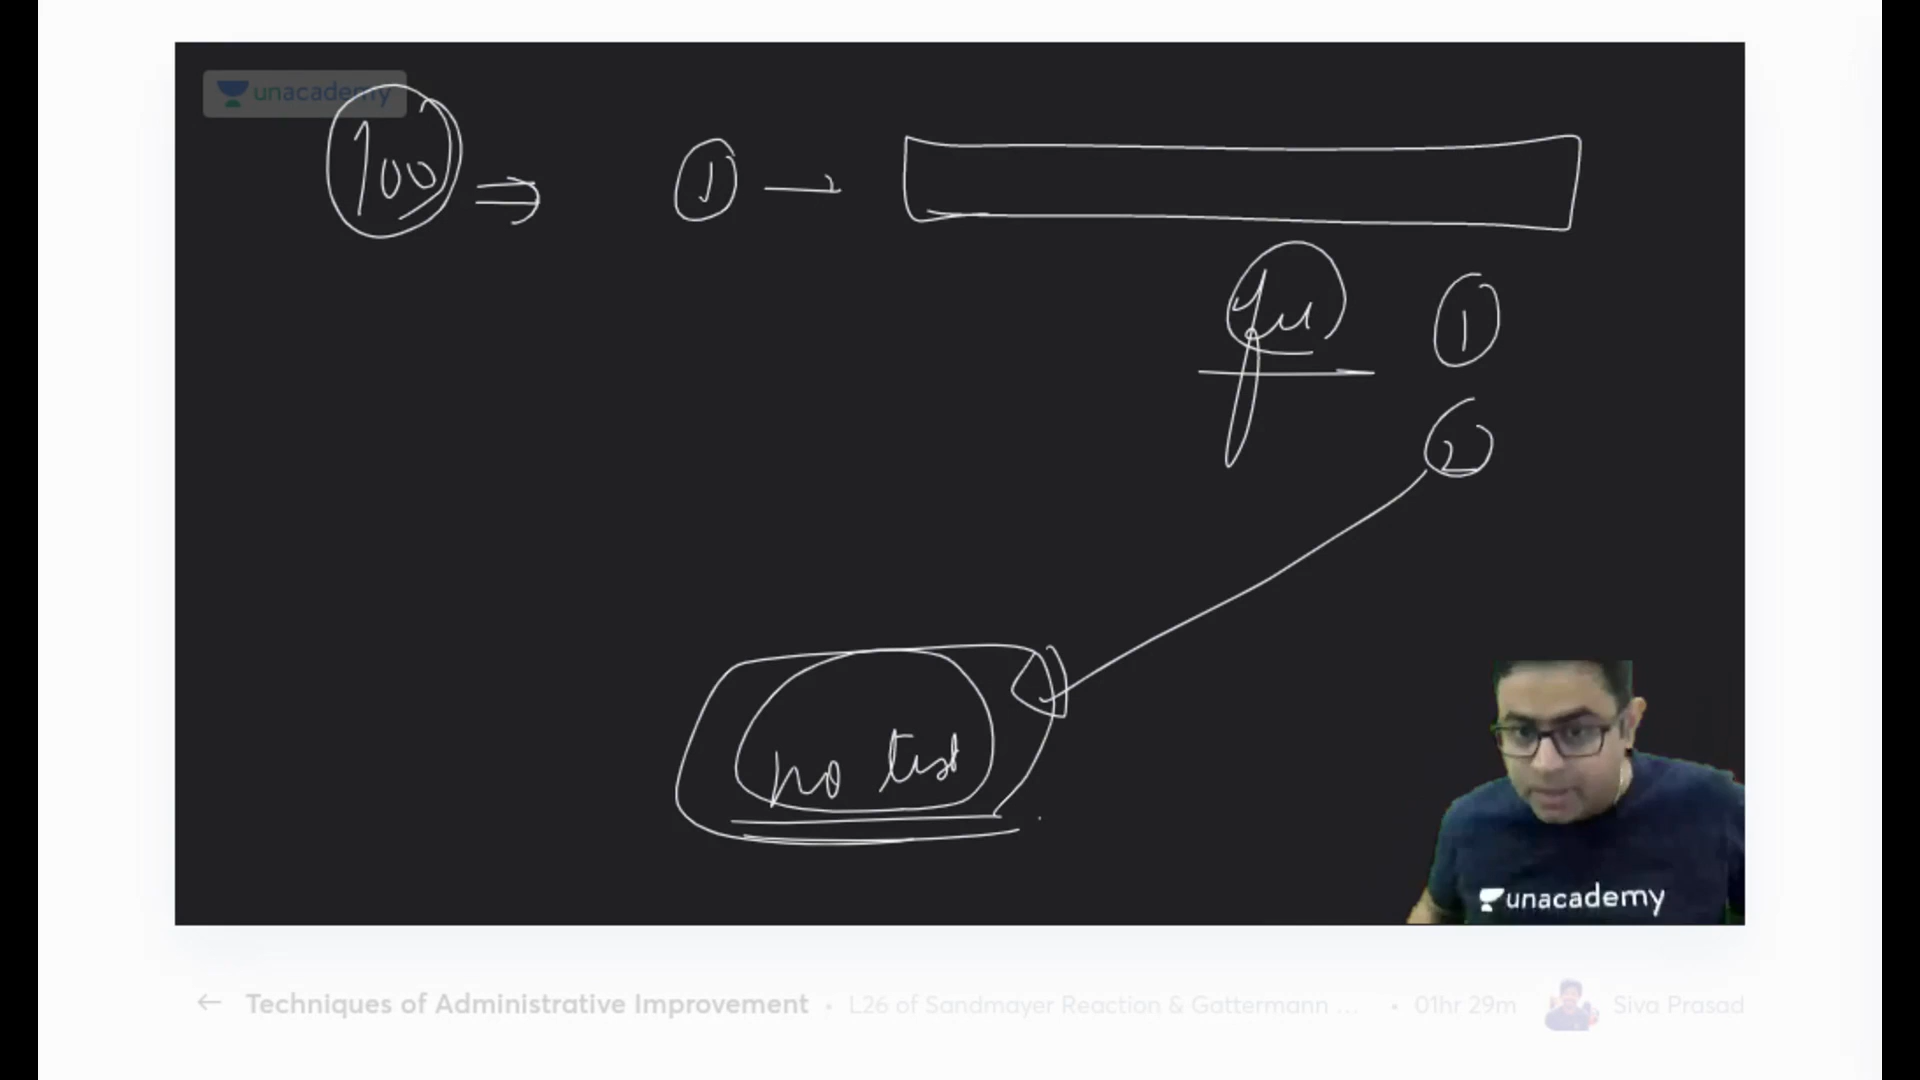 unacademy
100 ⇒ 1 →
1
2
no test
unacademy
← Techniques of Administrative Improvement • L26 of Sandmayer Reaction & Gattermann ... • 01hr 29m Siva Prasad